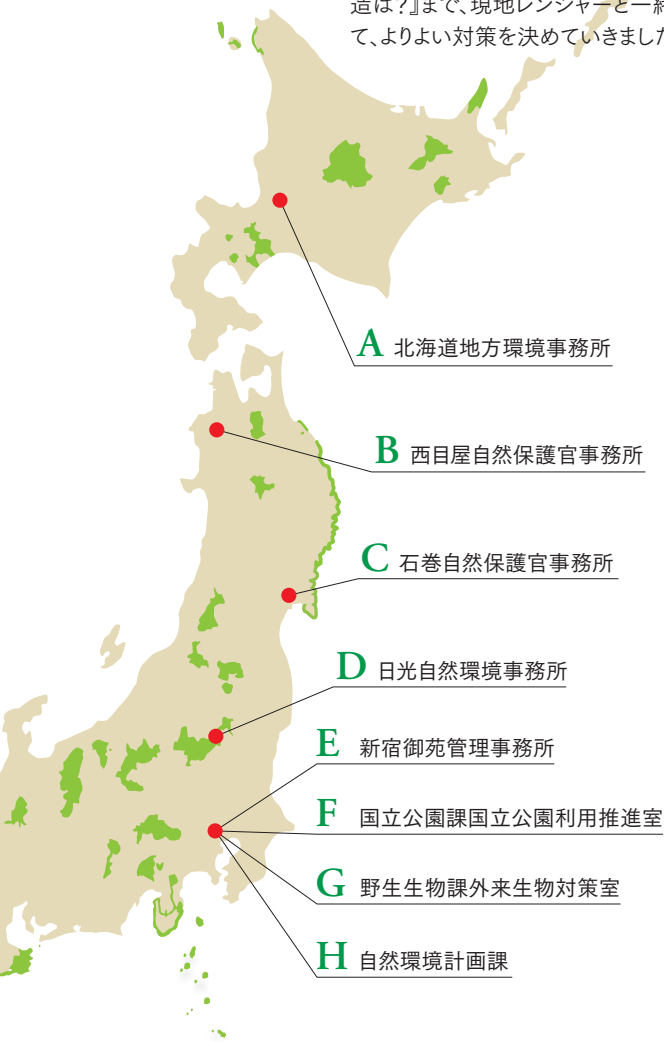 造は？』まで、現地レンジャーと一緒
て、よりよい対策を決めていきました
A 北海道地方環境事務所
B 西目屋自然保護官事務所
C 石巻自然保護官事務所
D 日光自然環境事務所
E 新宿御苑管理事務所
F 国立公園課国立公園利用推進室
G 野生生物課外来生物対策室
H 自然環境計画課